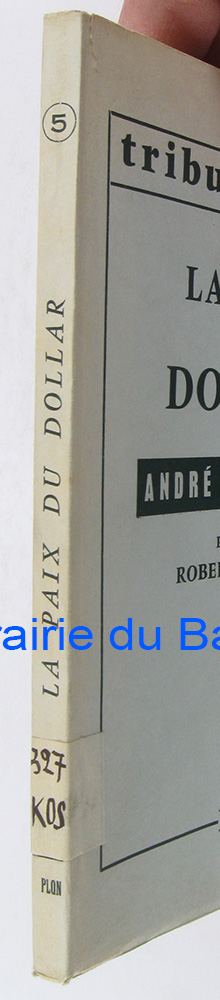 5
LA PAIX DU DOLLAR
327
KOS
PLON
tribu
LA
DO
ANDRÉ
ROBER
rairie du Ba